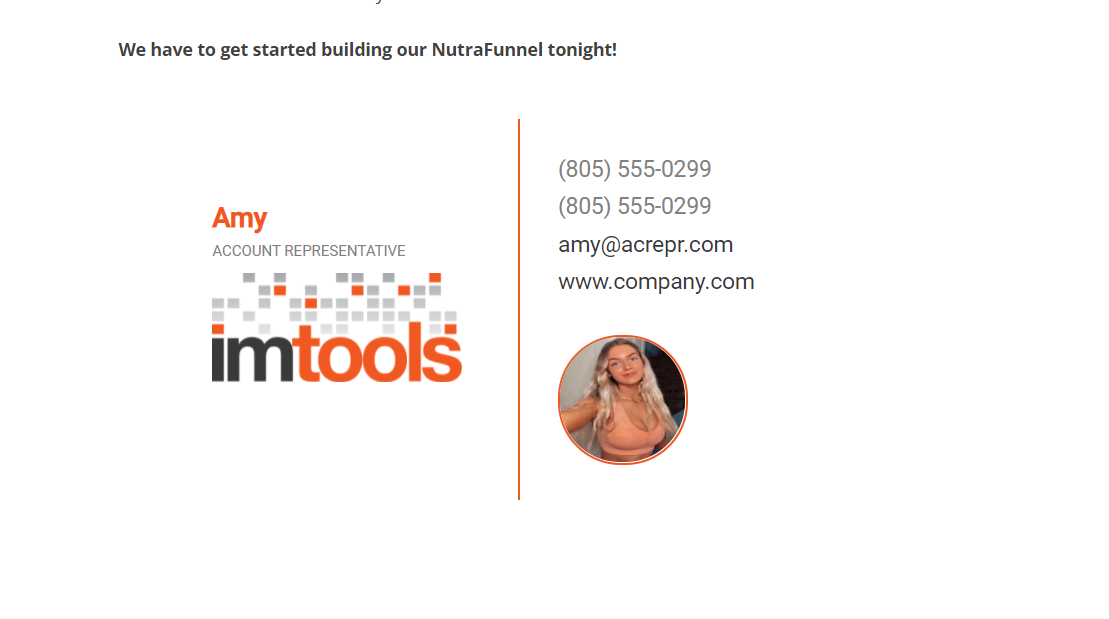 We have to get started building our NutraFunnel tonight!
Amy
ACCOUNT REPRESENTATIVE
imtools
(805) 555-0299
(805) 555-0299
amy@acrepr.com
www.company.com